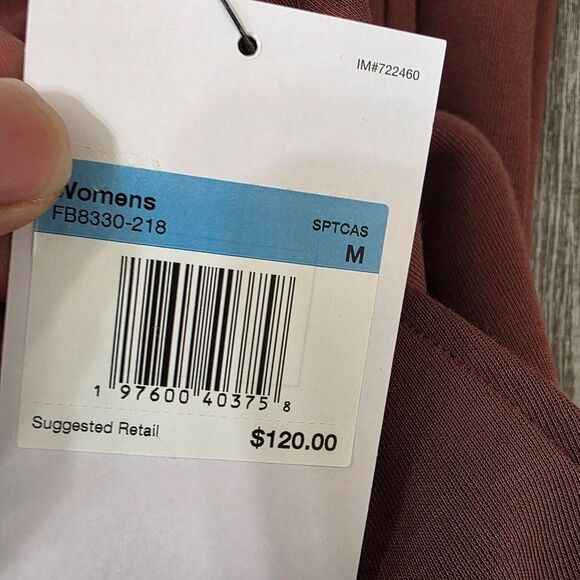 IM#722460
Womens
FB8330-218
SPTCAS
M
1 97600 40375 8
Suggested Retail
$120.00